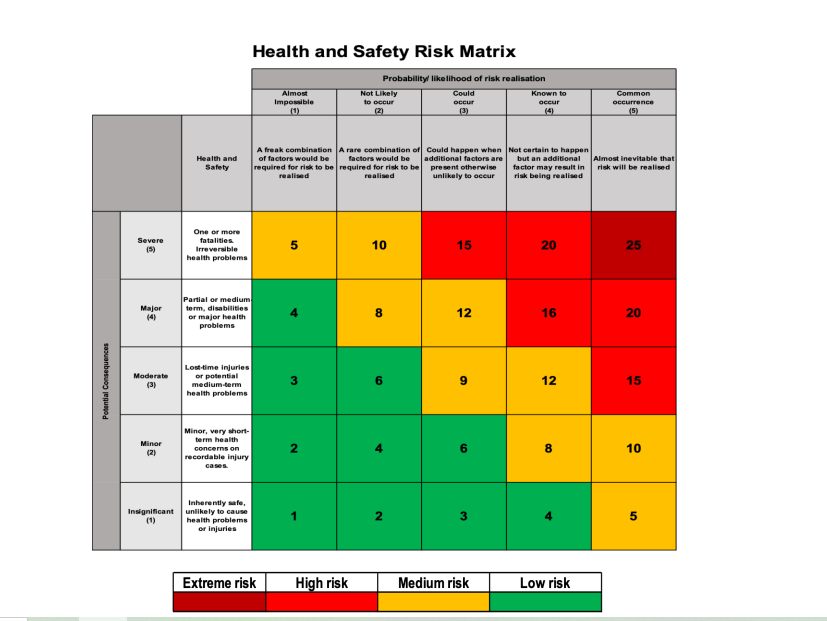 Health and Safety Risk Matrix
Probability/ likelihood of risk realisation
Almost
Impossible
(1)
Not Likely
to occur
(2)
Could
occur
(3)
Known to
occur
(4)
Common
occurrence
(5)
Health and
Safety
A freak combination
of factors would be
required for risk to be
realised
A rare combination of
factors would be
required for risk to be
realised
Could happen when
additional factors are
present otherwise
unlikely to occur
Not certain to happen
but an additional
factor may result in
risk being realised
Almost inevitable that
risk will be realised
Potential Consequences
Severe
(5)
One or more
fatalities.
Irreversible
health problems
5
10
15
20
25
Major
(4)
Partial or medium-
term, disabilities
or major health
problems
4
8
12
16
20
Moderate
(3)
Lost-time injuries
or potential
medium-term
health problems
3
6
9
12
15
Minor
(2)
Minor, very short-
term health
concerns on
recordable injury
cases.
2
4
6
8
10
Insignificant
(1)
Inherently safe,
unlikely to cause
health problems
or injuries
1
2
3
4
5
Extreme risk
High risk
Medium risk
Low risk